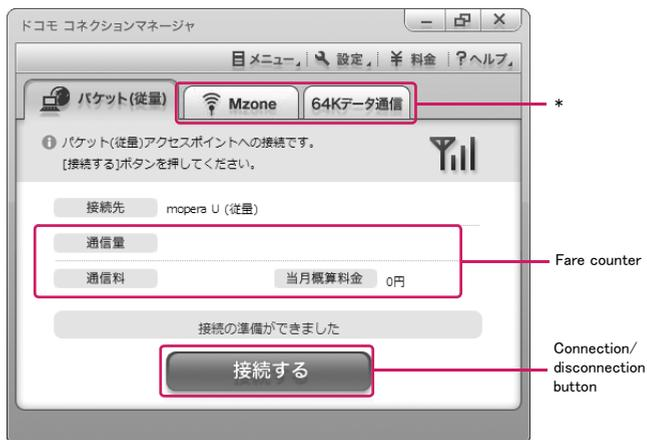 ドコモ コネクションマネージャ
メニュー 設定 ¥ 料金 ? ヘルプ
パケット(従量) Mzone 64Kデータ通信
*
パケット(従量)アクセスポイントへの接続です。
[接続する]ボタンを押してください。
接続先 mopera U (従量)
通信量
Fare counter
通信料 当月概算料金 0円
接続の準備ができました
接続する
Connection/
disconnection
button